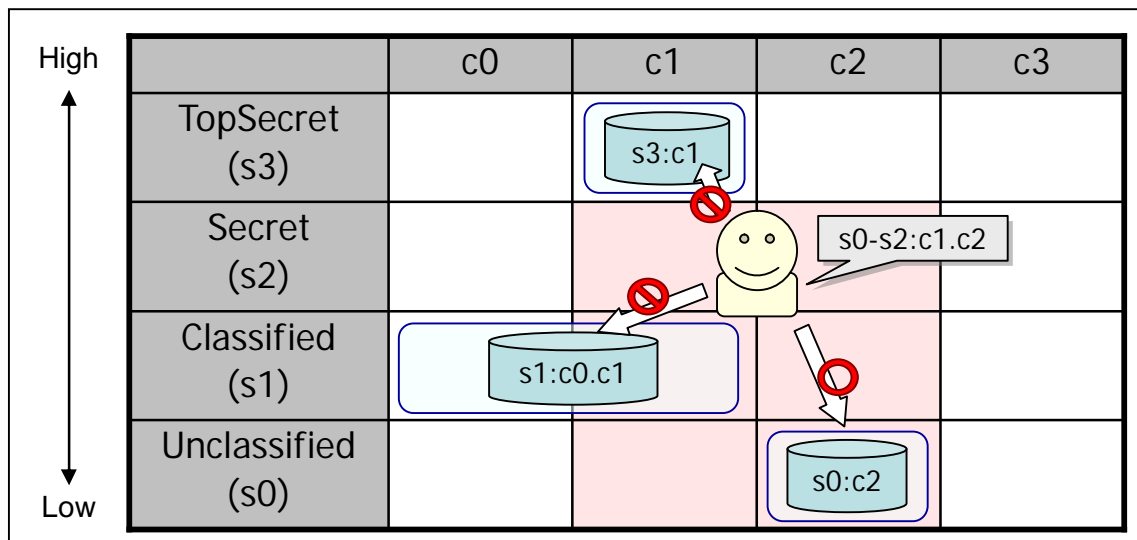 High
c0
c1
c2
c3
TopSecret
(s3)
s3:c1
Secret
(s2)
s0-s2:c1.c2
Classified
(s1)
s1:c0.c1
Unclassified
(s0)
s0:c2
Low